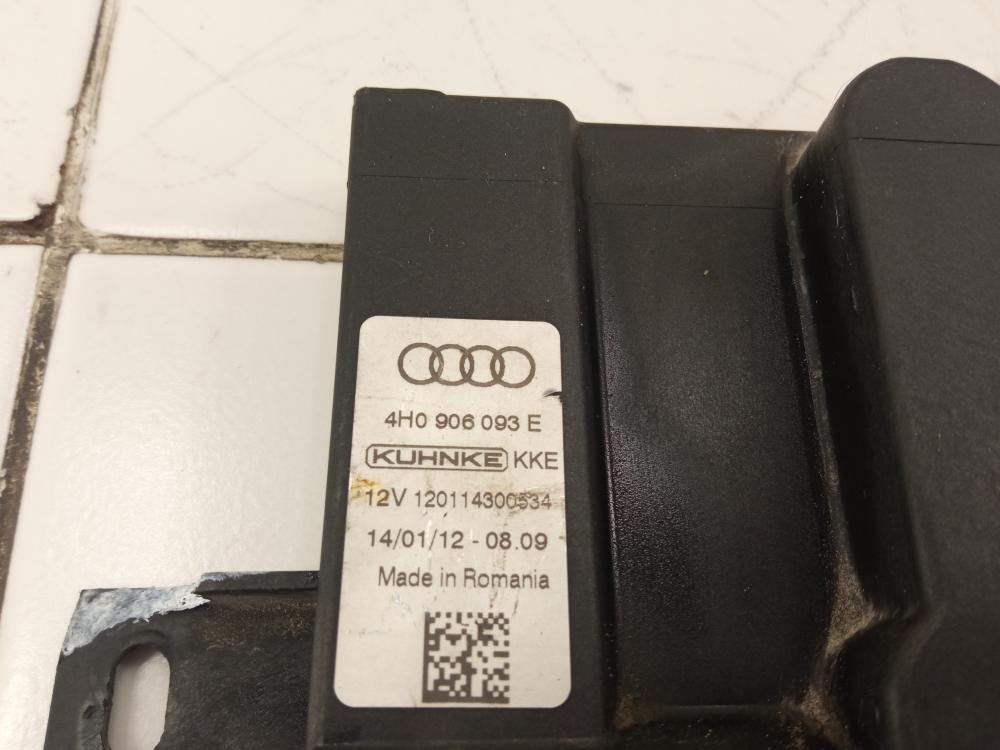 4H0 906 093 E
KUHNKE KKE
12V 120114300534
14/01/12 - 08.09
Made in Romania